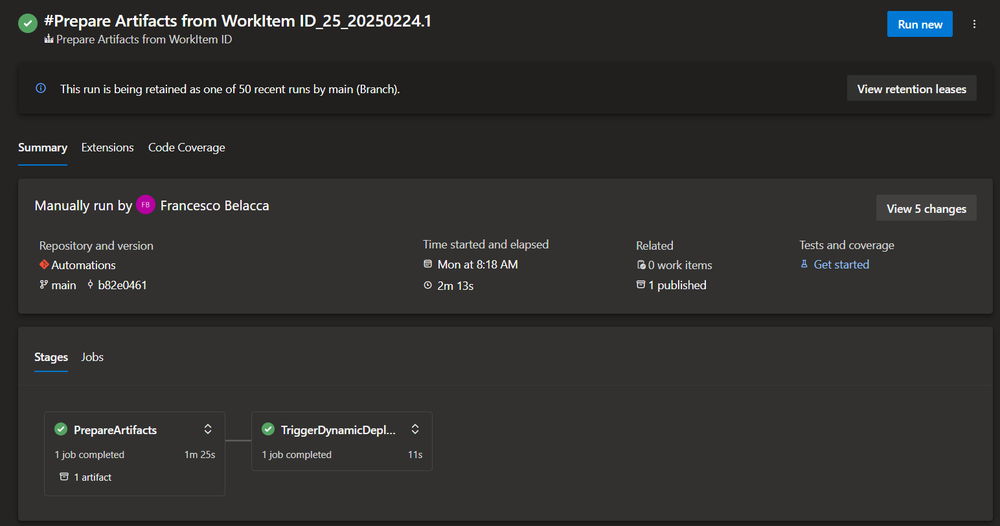 #Prepare Artifacts from WorkItem ID_25_20250224.1
Run new
Prepare Artifacts from WorkItem ID
This run is being retained as one of 50 recent runs by main (Branch).
View retention leases
Summary Extensions Code Coverage
Manually run by FB Francesco Belacca
View 5 changes
Repository and version
Automations
main b82e0461
Time started and elapsed
Mon at 8:18 AM
2m 13s
Related
0 work items
1 published
Tests and coverage
Get started
Stages Jobs
PrepareArtifacts
1 job completed 1m 25s
1 artifact
TriggerDynamicDepl...
1 job completed 11s